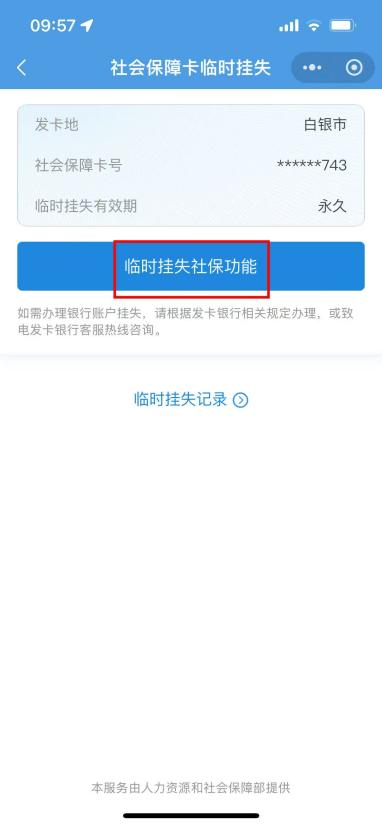 09:57
社会保障卡临时挂失
发卡地 白银市
社会保障卡号 ******743
临时挂失有效期 永久
临时挂失社保功能
如需办理银行账户挂失，请根据发卡银行相关规定办理，或致
电发卡银行客服热线咨询。
临时挂失记录
本服务由人力资源和社会保障部提供